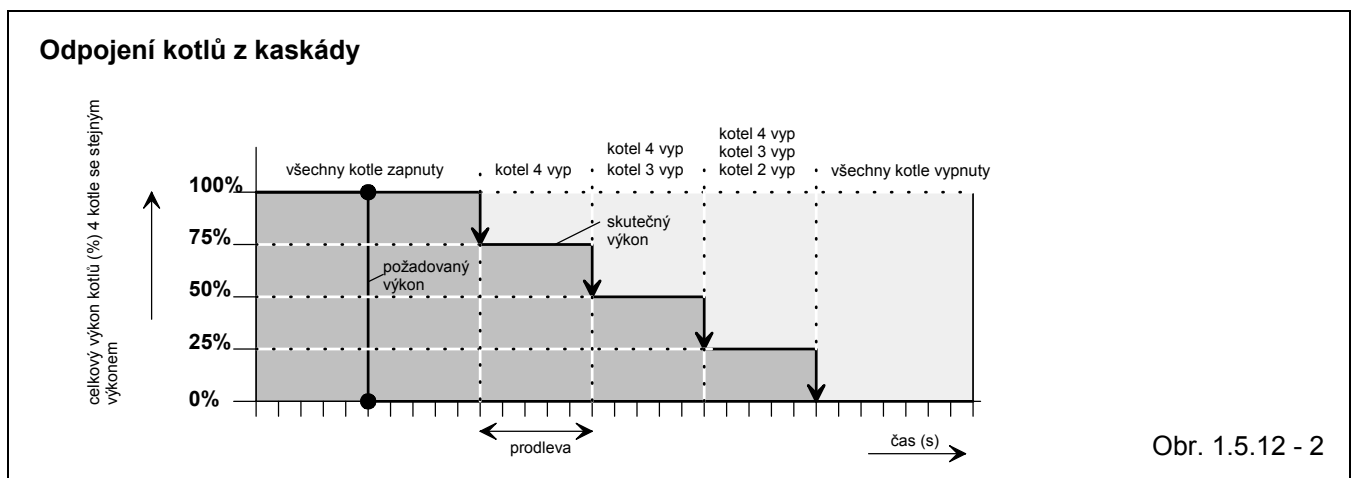 Odpojení kotlů z kaskády
celkový výkon kotlů (%) 4 kotle se stejným
výkonem
všechny kotle zapnuty
kotel 4 vyp
kotel 4 vyp
kotel 3 vyp
kotel 4 vyp
kotel 3 vyp
kotel 2 vyp
všechny kotle vypnuty
100%
75%
50%
25%
0%
skutečný
výkon
požadovaný
výkon
prodleva
čas (s)
Obr. 1.5.12 - 2